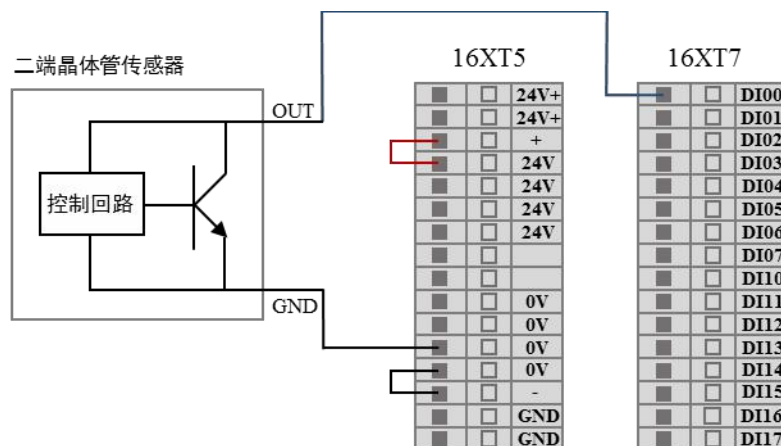 16XT5
16XT7
二端晶体管传感器
OUT
控制回路
GND
24V+
24V+
+
24V
24V
24V
24V
0V
0V
0V
0V
-
GND
GND
DI00
DI01
DI02
DI03
DI04
DI05
DI06
DI07
DI10
DI11
DI12
DI13
DI14
DI15
DI16
DI17